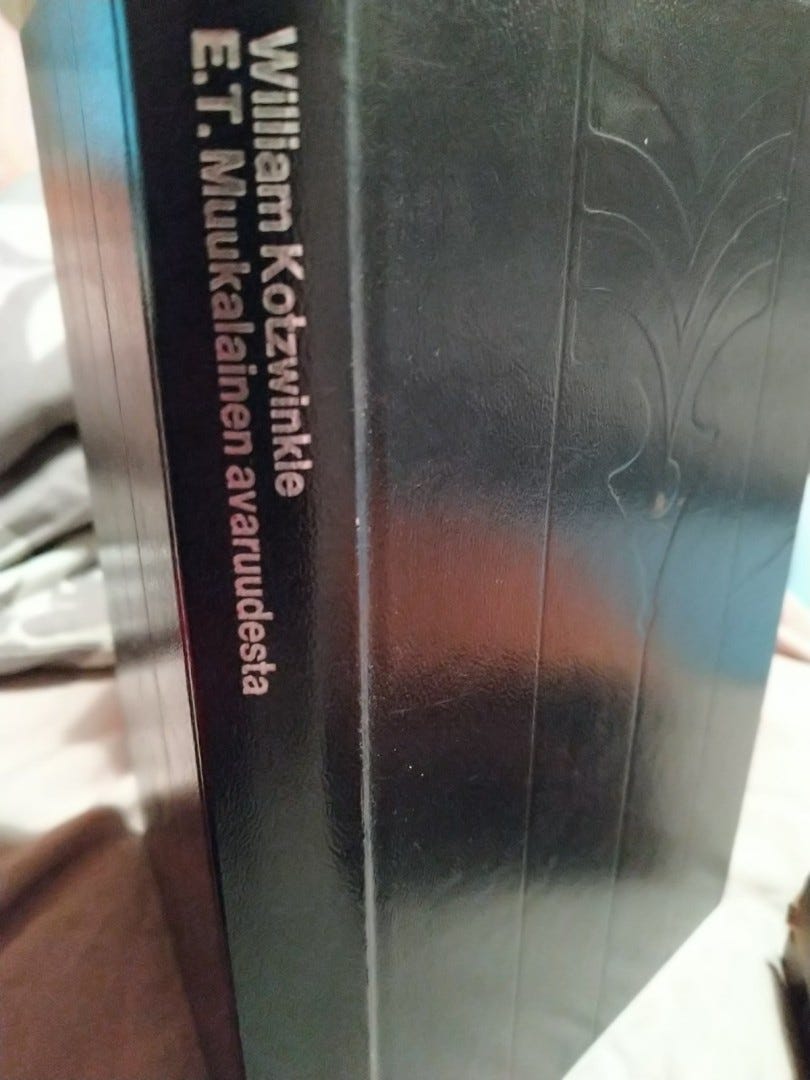 William Kotzwinkle
E.T. Muukalainen avaruudesta